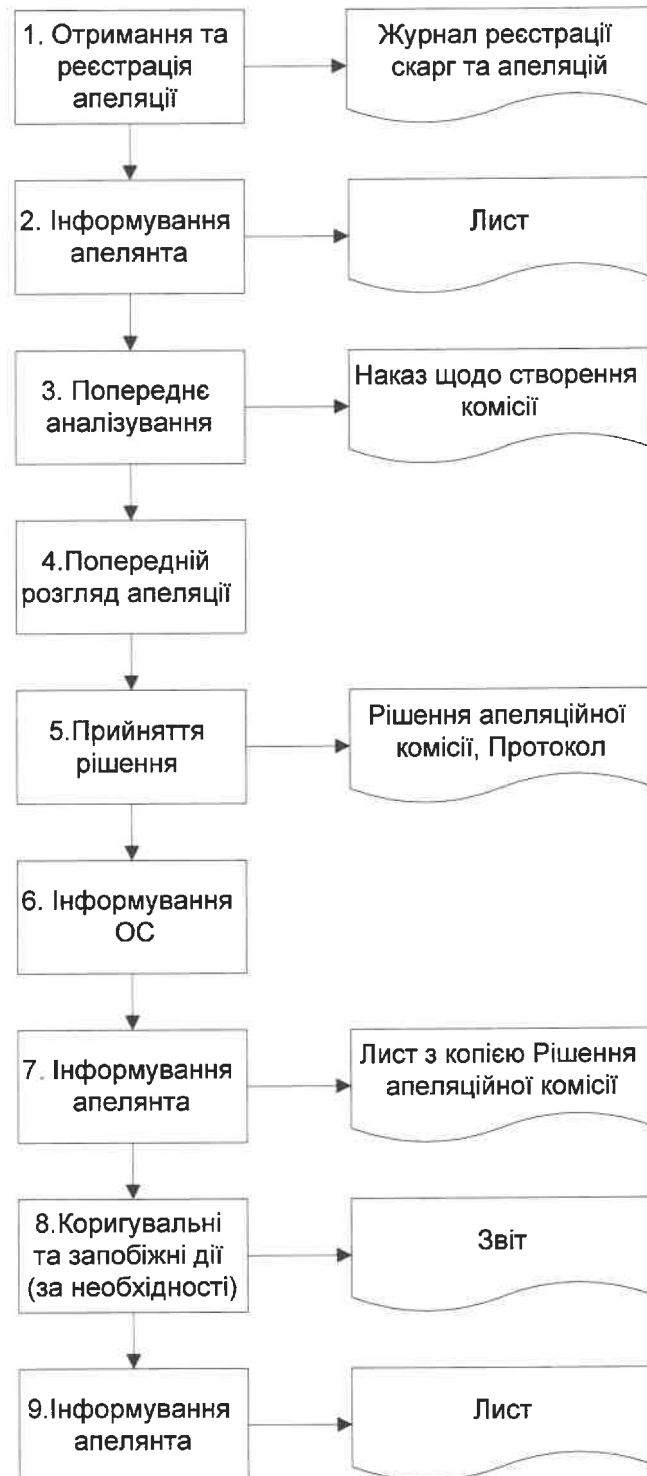 1. Отримання та
реєстрація
апеляції
Журнал реєстрації
скарг та апеляцій
2. Інформування
апелянта
Лист
3. Попереднє
аналізування
Наказ щодо створення
комісії
4.Попередній
розгляд апеляції
5.Прийняття
рішення
Рішення апеляційної
комісії, Протокол
6. Інформування
ОС
7. Інформування
апелянта
Лист з копією Рішення
апеляційної комісії
8.Коригувальні
та запобіжні дії
(за необхідності)
Звіт
9.Інформування
апелянта
Лист